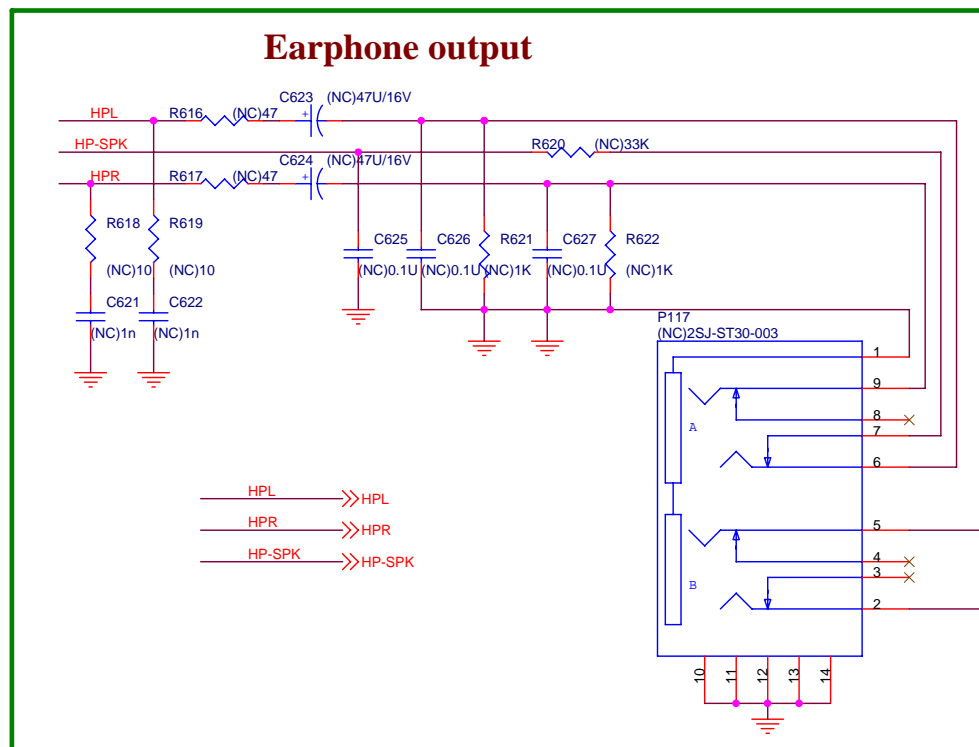 Earphone output
C623 (NC)47U/16V
HPL R616 (NC)47
+
HP-SPK R620 (NC)33K
C624 (NC)47U/16V
HPR R617 (NC)47
+
R618 R619 C625 C626 R621 C627 R622
(NC)10 (NC)10 (NC)0.1U (NC)0.1U (NC)1K (NC)0.1U (NC)1K
C621 C622
(NC)1n (NC)1n
P117
(NC)2SJ-ST30-003
1
9
8
A 7
6
HPL HPL
HPR HPR 5
HP-SPK HP-SPK 4
3
B
2
10 11 12 13 14